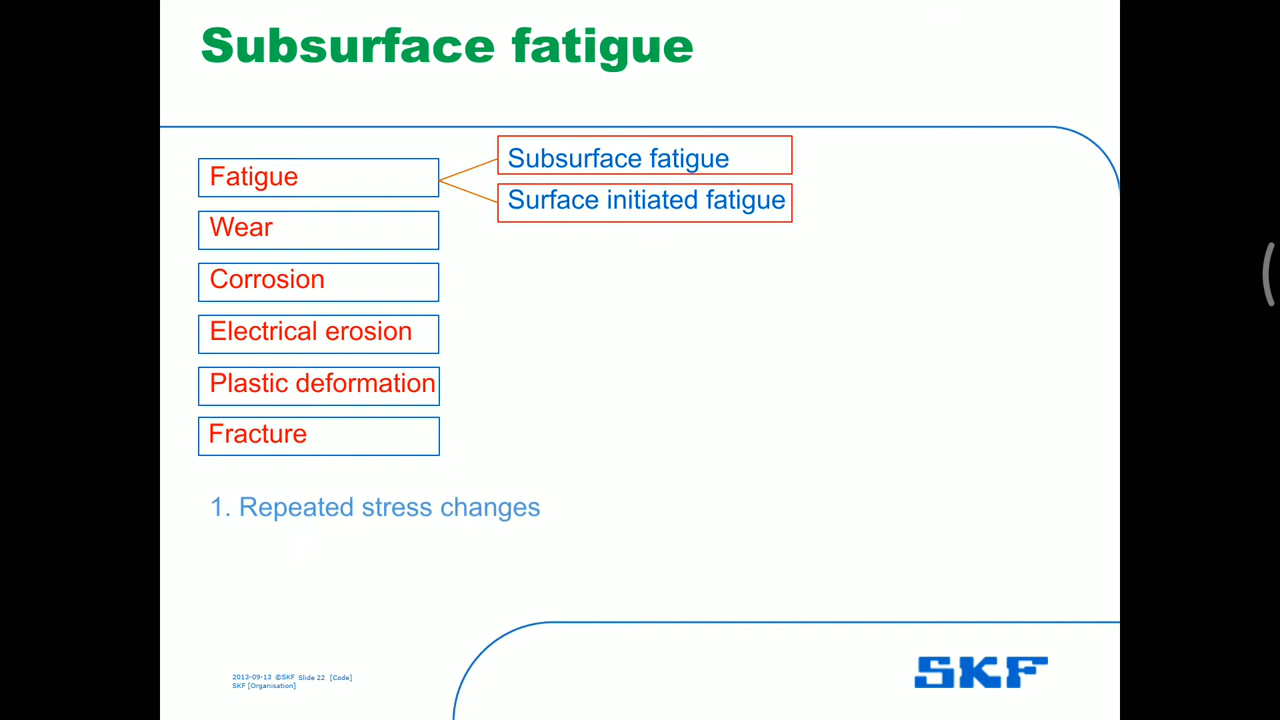 Subsurface fatigue
Fatigue
Subsurface fatigue
Surface initiated fatigue
Wear
Corrosion
Electrical erosion
Plastic deformation
Fracture
1. Repeated stress changes
2013-09-13 ©SKF Slide 22 [Code]
SKF [Organisation]
SKF